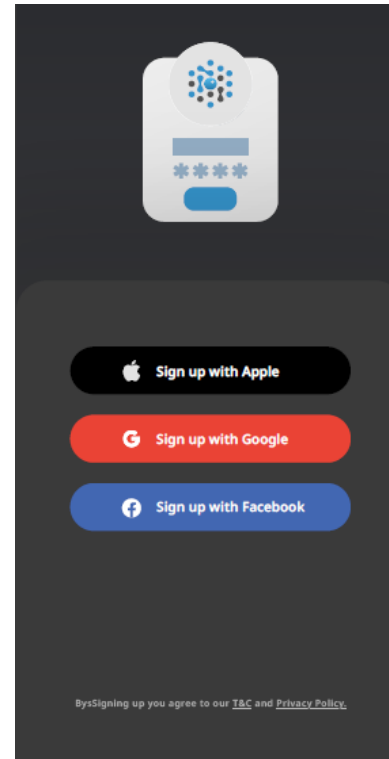 ****
Sign up with Apple
Sign up with Google
Sign up with Facebook
BysSigning up you agree to our T&C and Privacy Policy.